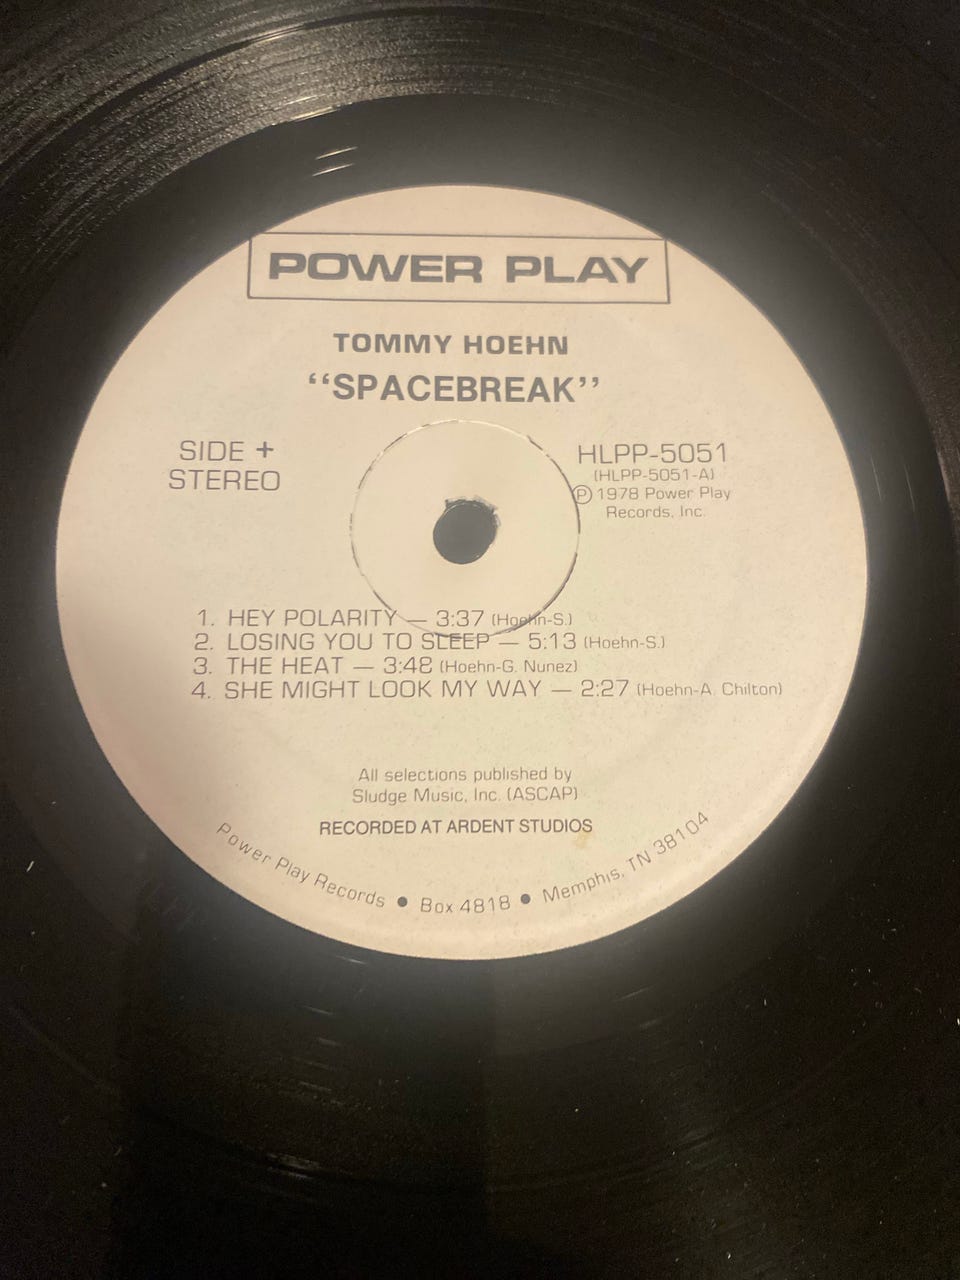 POWER PLAY
TOMMY HOEHN
“SPACEBREAK”
SIDE +
STEREO
HLPP-5051
(HLPP-5051-A)
Ⓟ 1978 Power Play
Records, Inc.
1. HEY POLARITY — 3:37 (Hoehn-S.)
2. LOSING YOU TO SLEEP — 5:13 (Hoehn-S.)
3. THE HEAT — 3:48 (Hoehn-G. Nunez)
4. SHE MIGHT LOOK MY WAY — 2:27 (Hoehn-A. Chilton)
All selections published by
Sludge Music, Inc. (ASCAP)
RECORDED AT ARDENT STUDIOS
Power Play Records • Box 4818 • Memphis, TN 38104